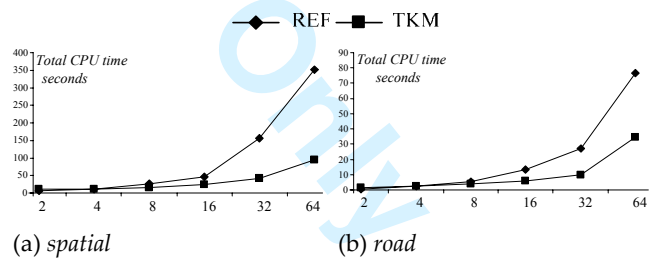 REF TKM
Total CPU time
seconds
400
350
300
250
200
150
100
50
0
2 4 8 16 32 64
(a) spatial
Total CPU time
seconds
90
80
70
60
50
40
30
20
10
0
2 4 8 16 32 64
(b) road
Only